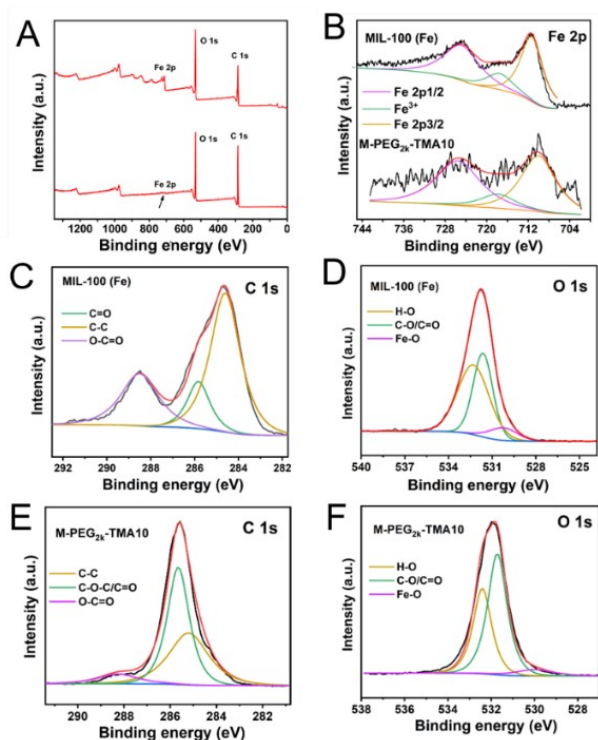 A
Intensity (a.u.)
Fe 2p
O 1s
C 1s
O 1s
C 1s
Fe 2p
1200 1000 800 600 400 200 0
Binding energy (eV)
B
Intensity (a.u.)
MIL-100 (Fe)
Fe 2p
Fe 2p1/2
Fe³⁺
Fe 2p3/2
M-PEG₂ₖ-TMA10
744 736 728 720 712 704
Binding energy (eV)
C
Intensity (a.u.)
MIL-100 (Fe)
C 1s
C=O
C-C
O-C=O
292 290 288 286 284 282
Binding energy (eV)
D
Intensity (a.u.)
MIL-100 (Fe)
O 1s
H-O
C-O/C=O
Fe-O
540 537 534 531 528 525
Binding energy (eV)
E
Intensity (a.u.)
M-PEG₂ₖ-TMA10
C 1s
C-C
C-O-C/C=O
O-C=O
290 288 286 284 282
Binding energy (eV)
F
Intensity (a.u.)
M-PEG₂ₖ-TMA10
O 1s
H-O
C-O/C=O
Fe-O
538 536 534 532 530 528
Binding energy (eV)